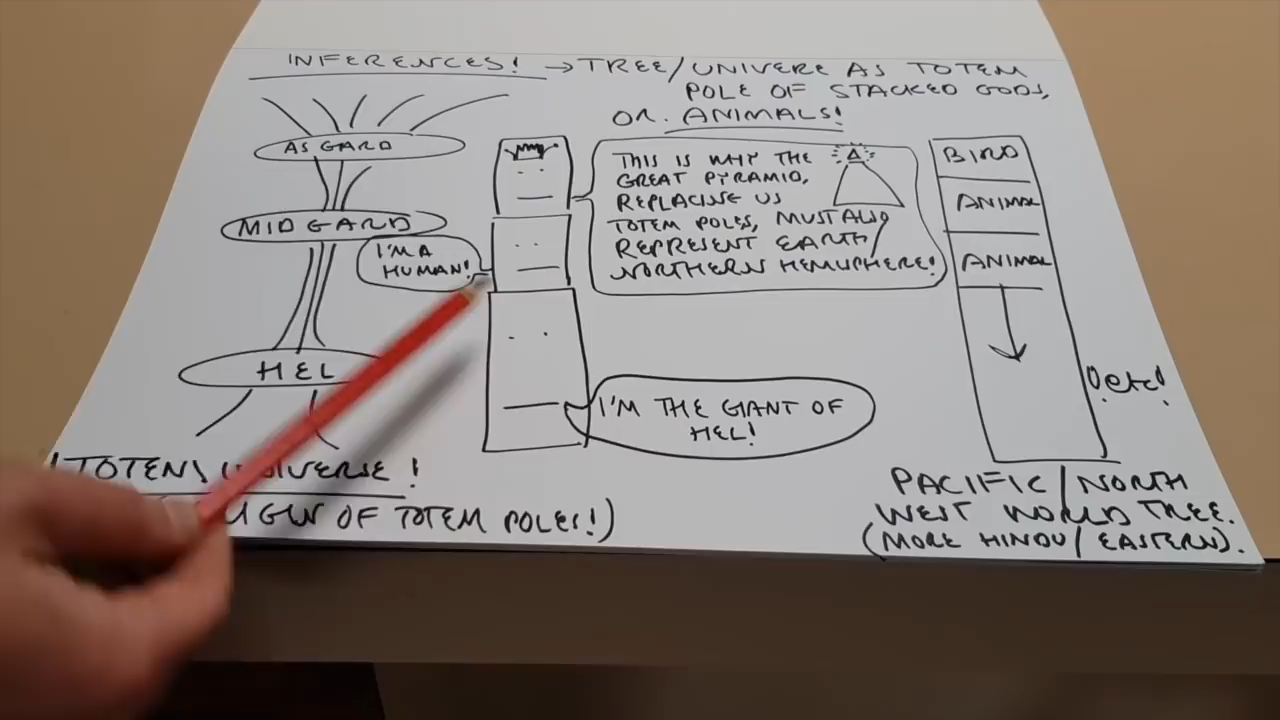 INFERENCES! → TREE/UNIVERE AS TOTEM
POLE OF STACKED GODS,
OR ANIMALS!
ASGARD
MIDGARD
HEL
I'M A
HUMAN!
THIS IS WHY THE
GREAT PYRAMID,
REPLACING US
TOTEM POLES, MUST ALSO
REPRESENT EARTH/
NORTHERN HEMISPHERE!
I'M THE GIANT OF
HEL!
BIRD
ANIMAL
ANIMAL
etc!
UNIVERSE!
OF TOTEM POLES!)
PACIFIC/NORTH
WEST WORLD TREE.
(MORE HINDU/EASTERN).